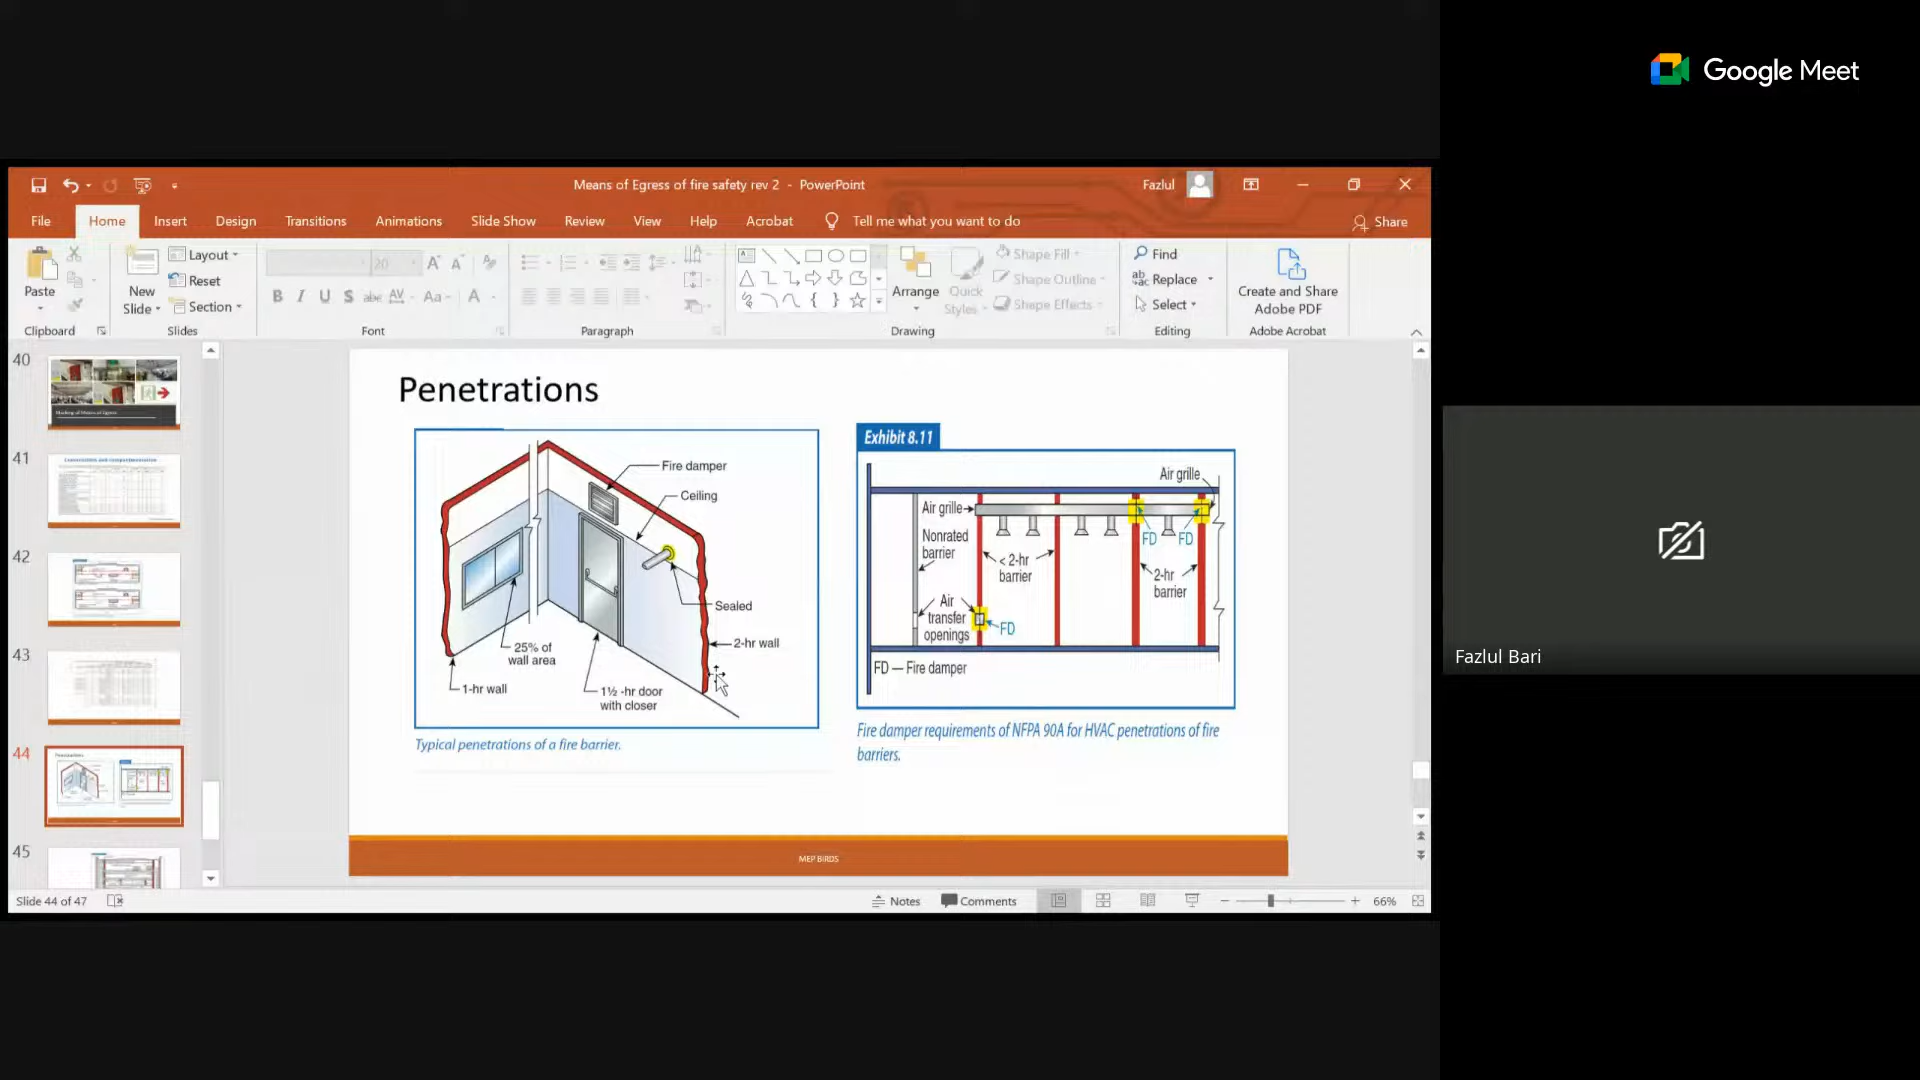 Google Meet
Means of Egress of fire safety rev 2 - PowerPoint
Fazlul
File Home Insert Design Transitions Animations Slide Show Review View Help Acrobat Tell me what you want to do Share
Paste
New Slide
Layout
Reset
Section
20
B I U S abc AV Aa A
Arrange
Quick Styles
Shape Fill
Shape Outline
Shape Effects
Find
Replace
Select
Create and Share Adobe PDF
Clipboard Slides Font Paragraph Drawing Editing Adobe Acrobat
40
41
42
43
44
45
Penetrations
Fire damper
Ceiling
Sealed
2-hr wall
25% of
wall area
1-hr wall
1½ -hr door
with closer
Typical penetrations of a fire barrier.
Exhibit 8.11
Air grille
Air grille
Nonrated
barrier
FD FD
< 2-hr
barrier
2-hr
barrier
Air
transfer
openings
FD
FD — Fire damper
Fire damper requirements of NFPA 90A for HVAC penetrations of fire
barriers.
MEP BIRDS
Slide 44 of 47
Notes
Comments
66%
Fazlul Bari